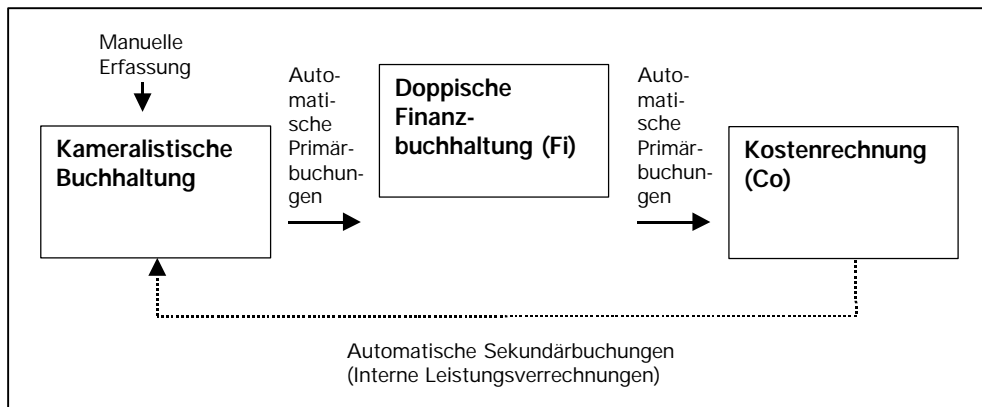 Manuelle
Erfassung
Kameralistische
Buchhaltung
Auto-
mati-
sche
Primär-
buchun-
gen
Doppische
Finanz-
buchhaltung (Fi)
Auto-
mati-
sche
Primär-
buchun-
gen
Kostenrechnung
(Co)
Automatische Sekundärbuchungen
(Interne Leistungsverrechnungen)